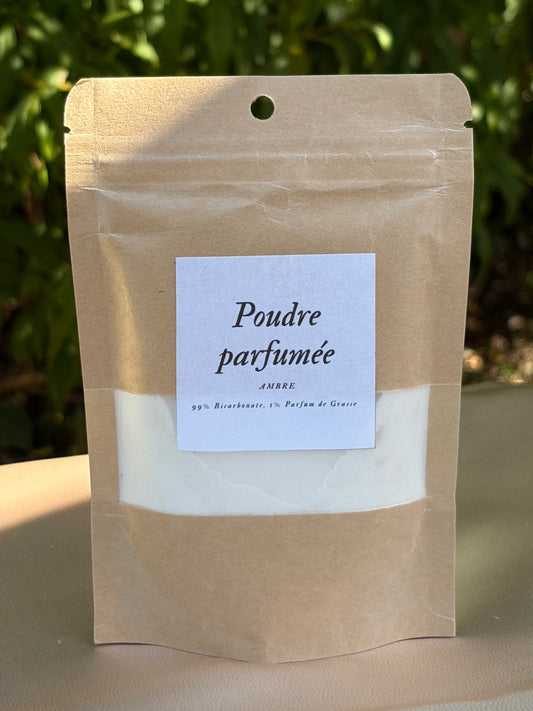 Poudre
parfumée
AMBRE
99% Bicarbonate, 1% Parfum de Grasse